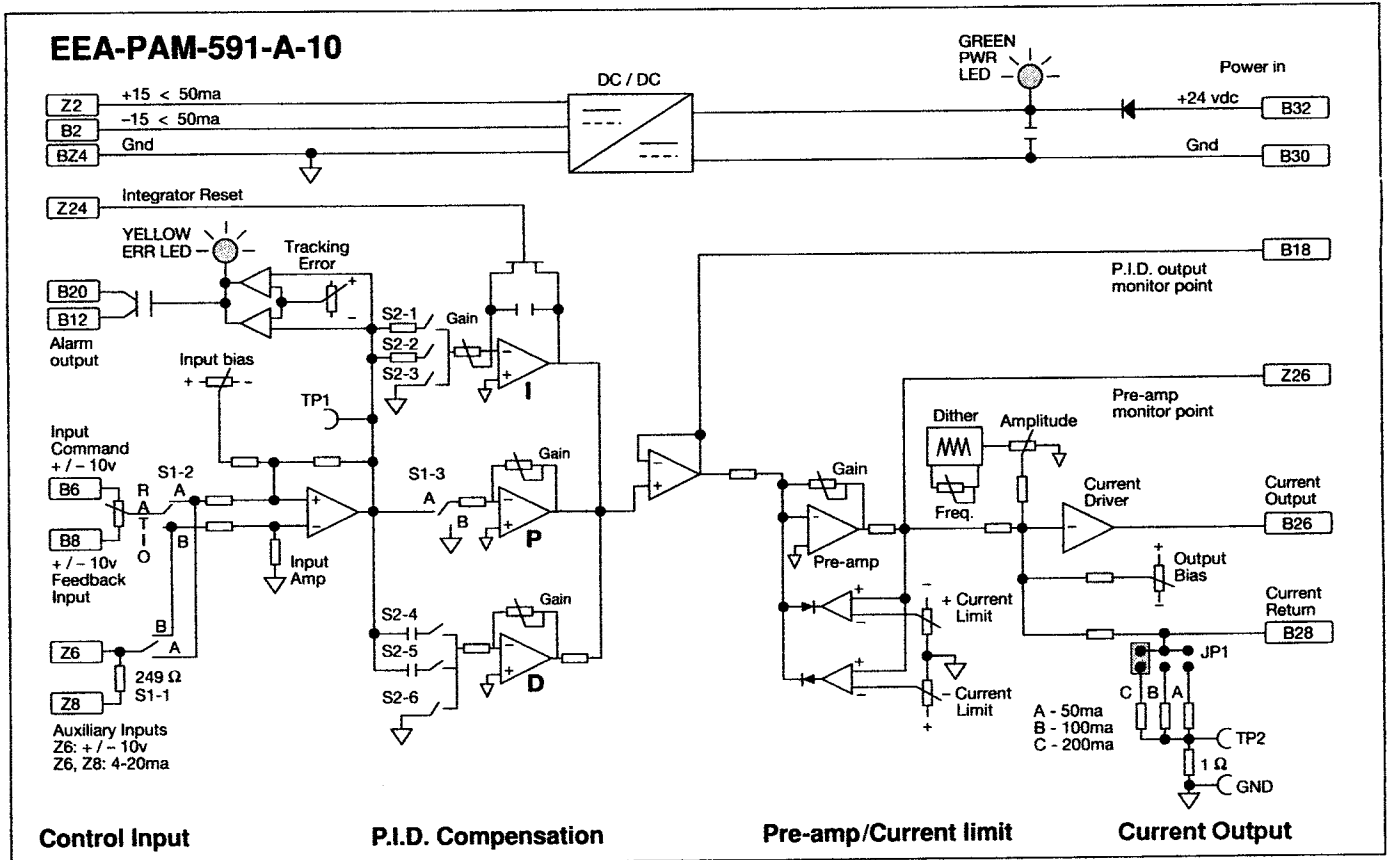 EEA-PAM-591-A-10
GREEN
PWR
LED
Power in
DC / DC
Z2
+15 < 50ma
+24 vdc
B32
B2
–15 < 50ma
BZ4
Gnd
Gnd
B30
Z24
Integrator Reset
YELLOW
ERR LED
Tracking
Error
+
–
B18
P.I.D. output
monitor point
B20
B12
Alarm
output
S2-1
S2-2
S2-3
Gain
–
+
I
Input bias
+
-
TP1
Z26
Pre-amp
monitor point
Dither
Amplitude
Freq.
Input
Command
+ / – 10v
B6
B8
+ / – 10v
Feedback
Input
R
A
T
I
O
S1-2
A
B
+
–
Input
Amp
S1-3
A
B
Gain
–
+
P
–
+
Gain
–
+
Pre-amp
Current
Driver
–
Current
Output
B26
+
Output
Bias
–
Current
Return
B28
S2-4
S2-5
S2-6
Gain
–
+
D
+
–
–
+ Current
Limit
+
–
– Current
Limit
+
B
A
Z6
249 Ω
S1-1
Z8
Auxiliary Inputs
Z6: + / – 10v
Z6, Z8: 4-20ma
JP1
C
B
A
A - 50ma
B - 100ma
C - 200ma
TP2
1 Ω
GND
Control Input
P.I.D. Compensation
Pre-amp/Current limit
Current Output